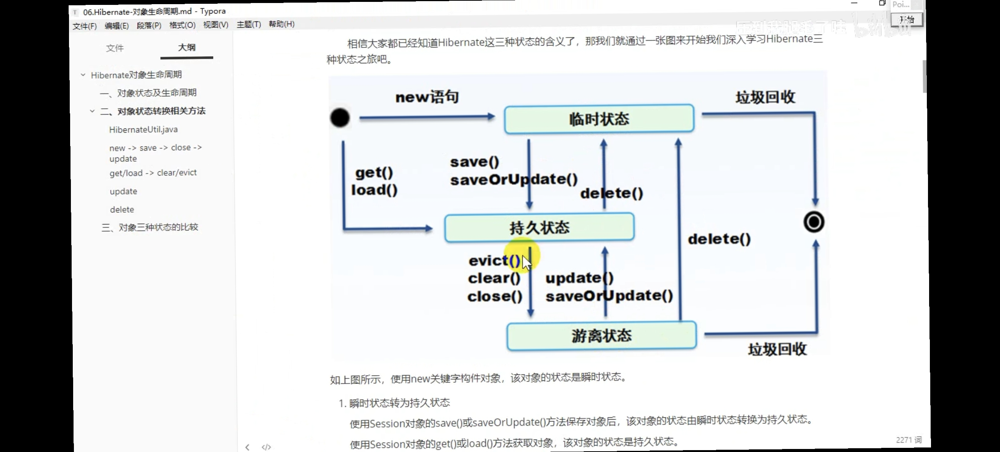 06.Hibernate-对象生命周期.md - Typora
Poi...
文件(F) 编辑(E) 段落(P) 格式(O) 视图(V) 主题(T) 帮助(H)
开始
压到我腿毛了哇 bilibili
文件 大纲
Hibernate对象生命周期
一、对象状态及生命周期
二、对象状态转换相关方法
HibernateUtil.java
new -> save -> close ->
update
get/load -> clear/evict
update
delete
三、对象三种状态的比较
相信大家都已经知道Hibernate这三种状态的含义了，那我们就通过一张图来开始我们深入学习Hibernate三
种状态之旅吧。
new语句
垃圾回收
临时状态
get()
load()
save()
saveOrUpdate()
delete()
持久状态
delete()
evict()
clear()
close()
update()
saveOrUpdate()
游离状态
垃圾回收
如上图所示，使用new关键字构件对象，该对象的状态是瞬时状态。
1. 瞬时状态转为持久状态
使用Session对象的save()或saveOrUpdate()方法保存对象后，该对象的状态由瞬时状态转换为持久状态。
使用Session对象的get()或load()方法获取对象，该对象的状态是持久状态。
2271 词